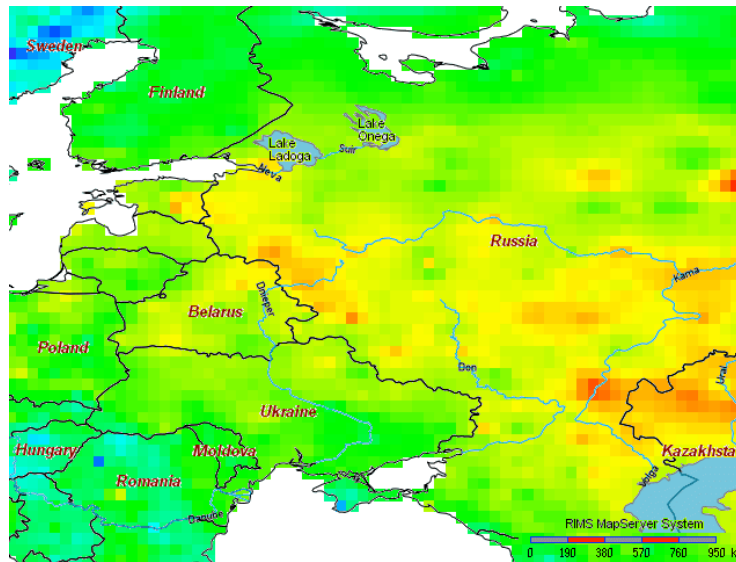 Sweden
Finland
Lake
Onega
Lake
Ladoga
Suir
Neva
Russia
Kama
Dnieper
Belarus
Poland
Don
Ural
Ukraine
Hungary
Moldova
Kazakhsta
Romania
Volga
Danube
RIMS MapServer System
0 190 380 570 760 950 k